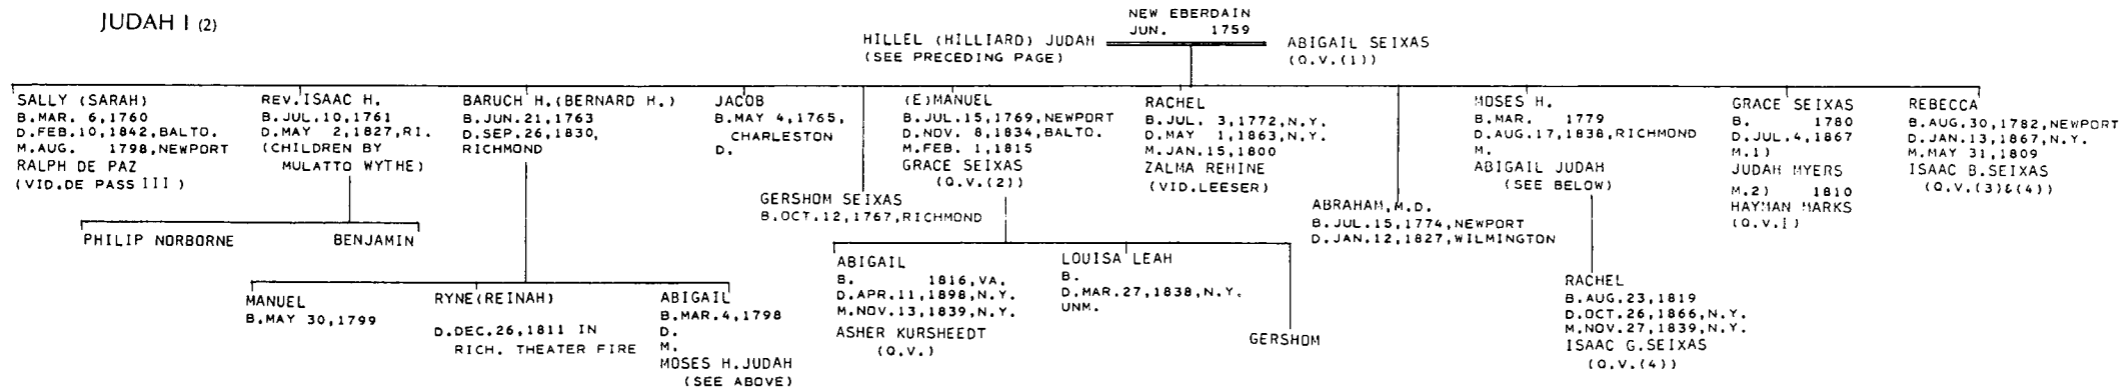 JUDAH I (2)
NEW EBERDAIN
JUN. 1759
HILLEL (HILLIARD) JUDAH
(SEE PRECEDING PAGE)
ABIGAIL SEIXAS
(Q.V.(1))
SALLY (SARAH)
B.MAR. 6,1760
D.FEB.10,1842,BALTO.
M.AUG. 1798,NEWPORT
RALPH DE PAZ
(VID.DE PASS III)
REV.ISAAC H.
B.JUL.10,1761
D.MAY 2,1827,RI.
(CHILDREN BY
MULATTO WYTHE)
PHILIP NORBORNE
BENJAMIN
BARUCH H.(BERNARD H.)
B.JUN.21,1763
D.SEP.26,1830,
RICHMOND
MANUEL
B.MAY 30,1799
RYNE(REINAH)
D.DEC.26,1811 IN
RICH. THEATER FIRE
ABIGAIL
B.MAR.4,1798
D.
M.
MOSES H.JUDAH
(SEE ABOVE)
JACOB
B.MAY 4,1765,
CHARLESTON
D.
GERSHOM SEIXAS
B.OCT.12,1767,RICHMOND
(E)MANUEL
B.JUL.15,1769,NEWPORT
D.NOV. 8,1834,BALTO.
M.FEB. 1,1815
GRACE SEIXAS
(Q.V.(2))
ABIGAIL
B. 1816,VA.
D.APR.11,1898,N.Y.
M.NOV.13,1839,N.Y.
ASHER KURSHEEDT
(Q.V.)
LOUISA LEAH
B.
D.MAR.27,1838,N.Y.
UNM.
GERSHOM
RACHEL
B.JUL. 3,1772,N.Y.
D.MAY 1,1863,N.Y.
M.JAN.15,1800
ZALMA REHINE
(VID.LEESER)
ABRAHAM,M.D.
B.JUL.15,1774,NEWPORT
D.JAN.12,1827,WILMINGTON
MOSES H.
B.MAR. 1779
D.AUG.17,1838,RICHMOND
M.
ABIGAIL JUDAH
(SEE BELOW)
RACHEL
B.AUG.23,1819
D.OCT.26,1866,N.Y.
M.NOV.27,1839,N.Y.
ISAAC G.SEIXAS
(Q.V.(4))
GRACE SEIXAS
B. 1780
D.JUL.4,1867
M.1)
JUDAH MYERS
M.2) 1810
HAYMAN MARKS
(Q.V.I)
REBECCA
B.AUG.30,1782,NEWPORT
D.JAN.13,1867,N.Y.
M.MAY 31,1809
ISAAC B.SEIXAS
(Q.V.(3)&(4))